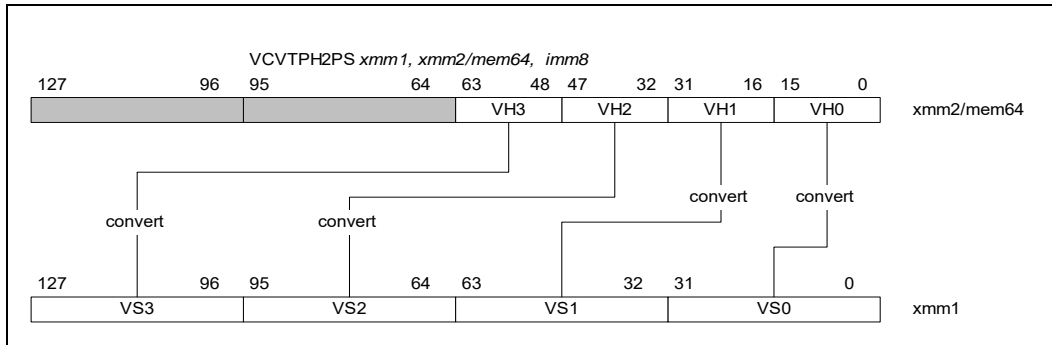 VCVTPH2PS xmm1, xmm2/mem64, imm8
127 96 95 64 63 48 47 32 31 16 15 0
VH3 VH2 VH1 VH0 xmm2/mem64
convert convert
convert convert
127 96 95 64 63 32 31 0
VS3 VS2 VS1 VS0 xmm1